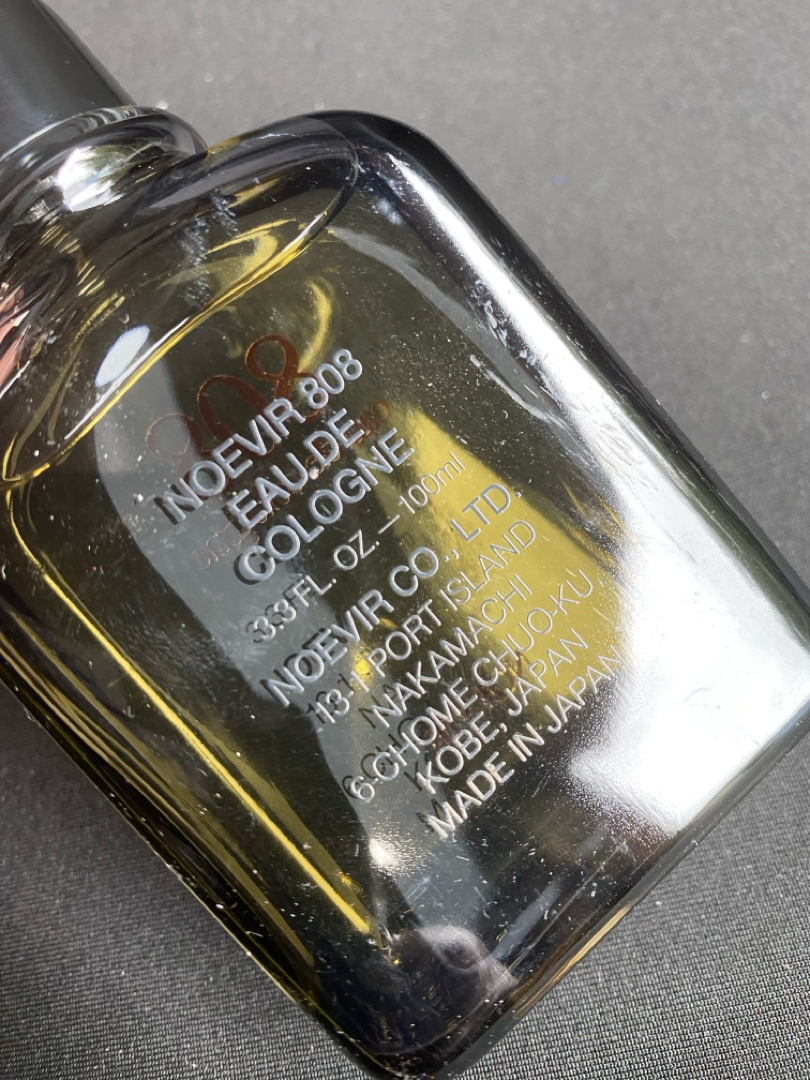 NOEVIR 808
EAU DE
COLOGNE
3.3 FL. OZ. — 100ml
NOEVIR CO., LTD.
13-1 PORT ISLAND
NAKAMACHI
6-CHOME CHUO-KU,
KOBE, JAPAN
MADE IN JAPAN
808